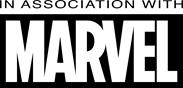 IN ASSOCIATION WITH
MARVEL